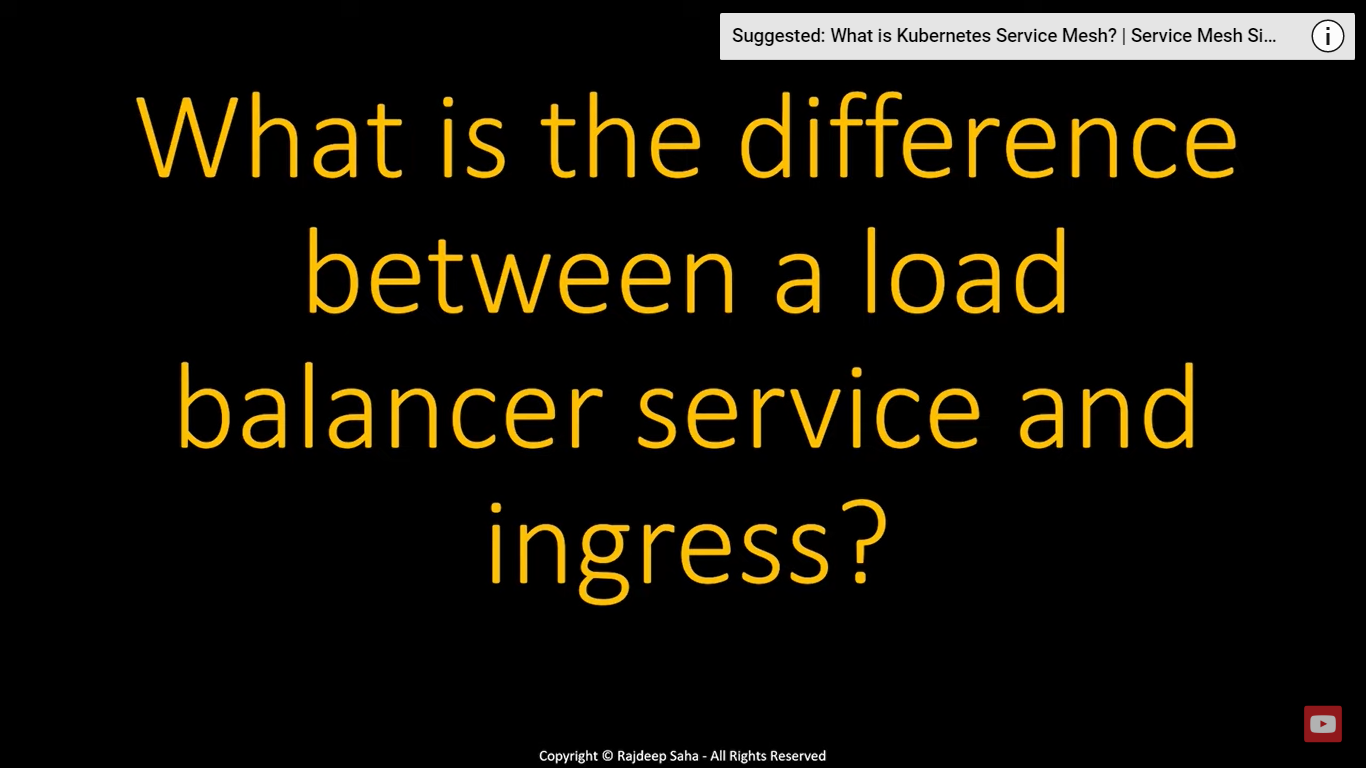 Suggested: What is Kubernetes Service Mesh? | Service Mesh Si...
What is the difference
between a load
balancer service and
ingress?
Copyright © Rajdeep Saha - All Rights Reserved